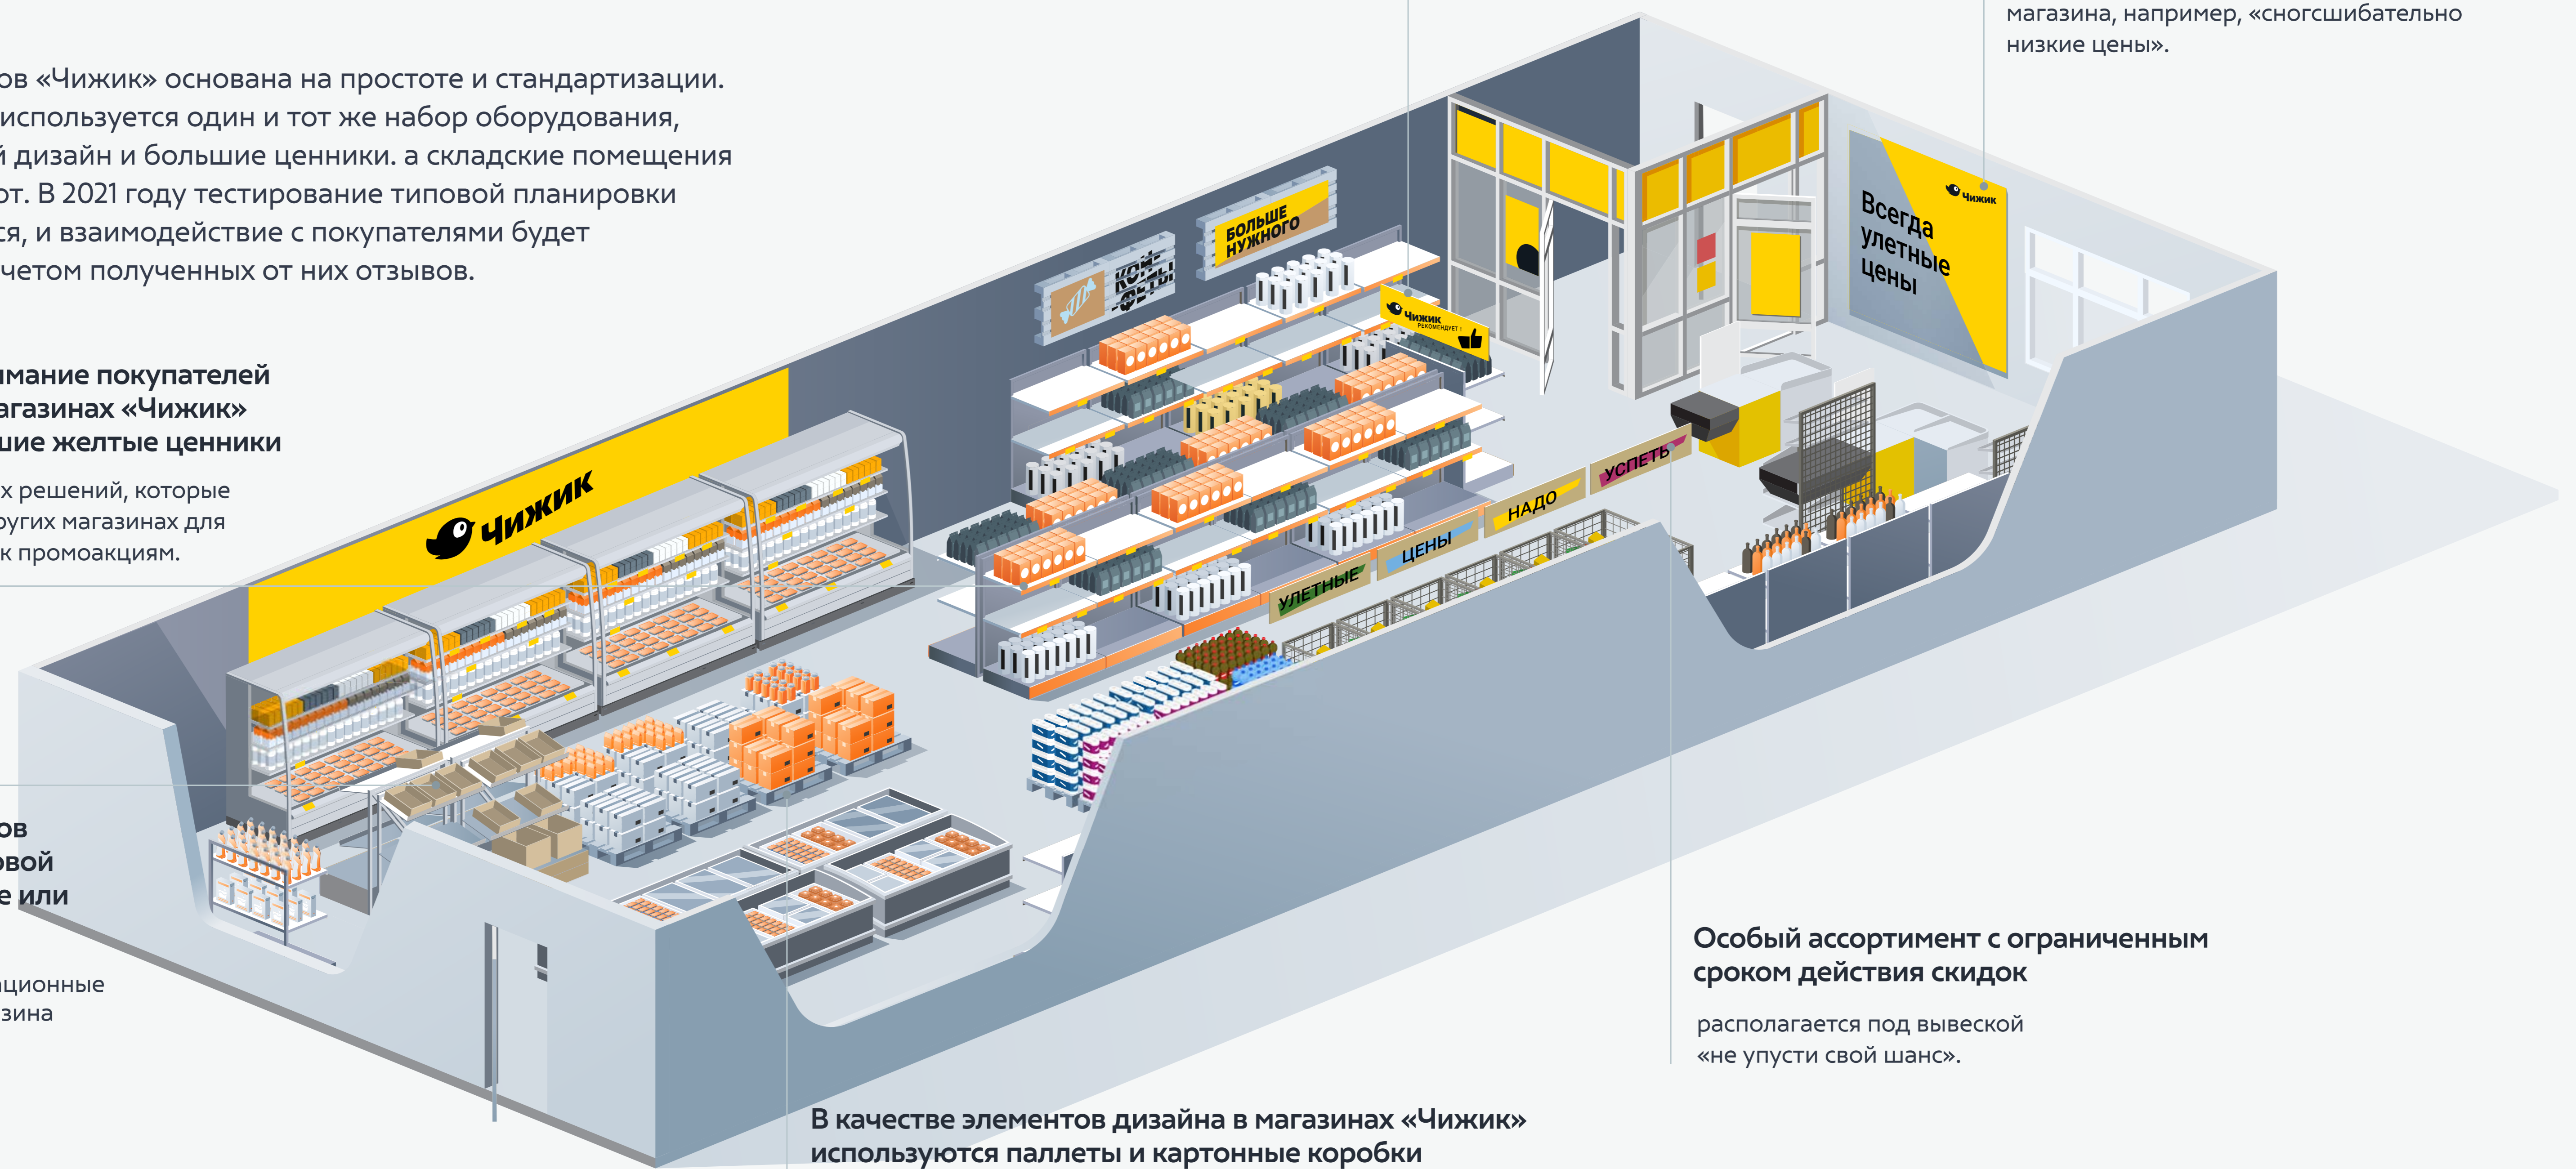 ов «Чижик» основана на простоте и стандартизации.
используется один и тот же набор оборудования,
й дизайн и большие ценники. а складские помещения
от. В 2021 году тестирование типовой планировки
ся, и взаимодействие с покупателями будет
четом полученных от них отзывов.
магазина, например, «сногсшибательно
низкие цены».
имание покупателей
агазинах «Чижик»
шие желтые ценники
х решений, которые
ругих магазинах для
к промоакциям.
КОН-
ФЕТЫ
БОЛЬШЕ
НУЖНОГО
Чижик
РЕКОМЕНДУЕТ !
Чижик
Всегда
улетные
цены
Чижик
УЛЕТНЫЕ
ЦЕНЫ
НАДО
УСПЕТЬ
ов
овой
е или
ационные
зина
Особый ассортимент с ограниченным
сроком действия скидок
располагается под вывеской
«не упусти свой шанс».
В качестве элементов дизайна в магазинах «Чижик»
используются паллеты и картонные коробки